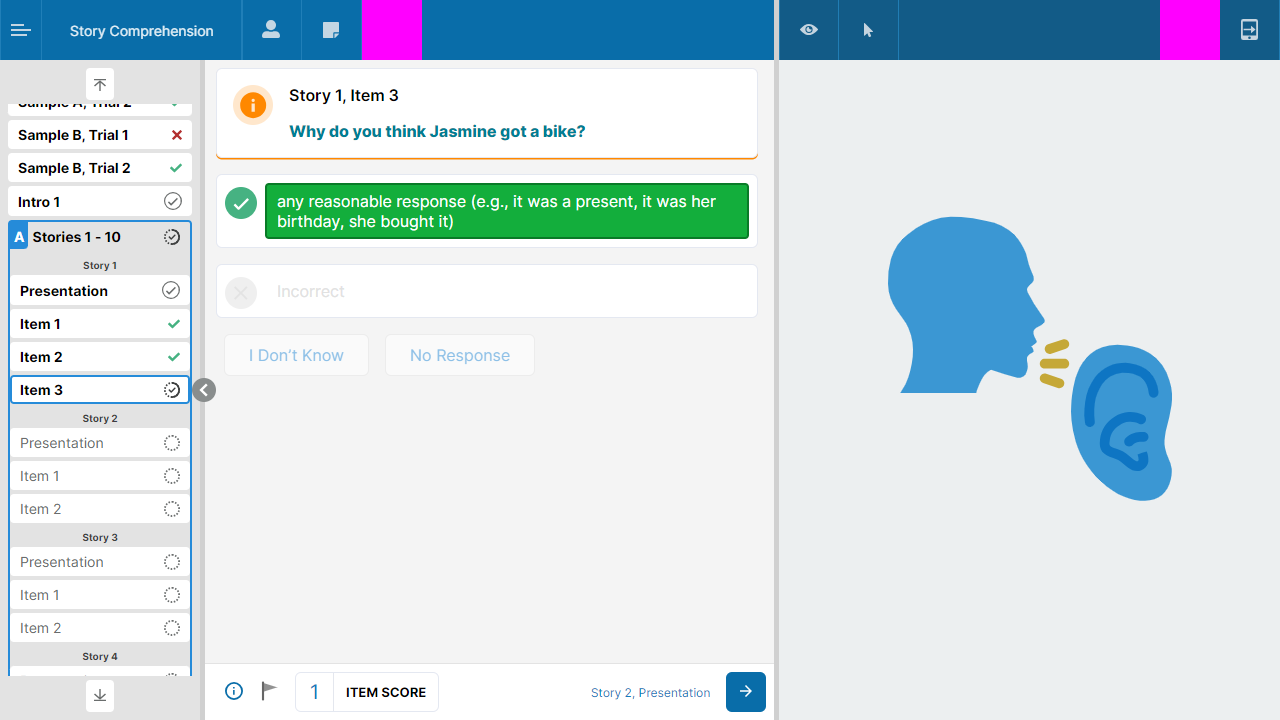 Story Comprehension
Sample A, Trial 2
Sample B, Trial 1
Sample B, Trial 2
Intro 1
A Stories 1 - 10
Story 1
Presentation
Item 1
Item 2
Item 3
Story 2
Presentation
Item 1
Item 2
Story 3
Presentation
Item 1
Item 2
Story 4
Story 1, Item 3
Why do you think Jasmine got a bike?
any reasonable response (e.g., it was a present, it was her
birthday, she bought it)
Incorrect
I Don’t Know
No Response
1 ITEM SCORE
Story 2, Presentation